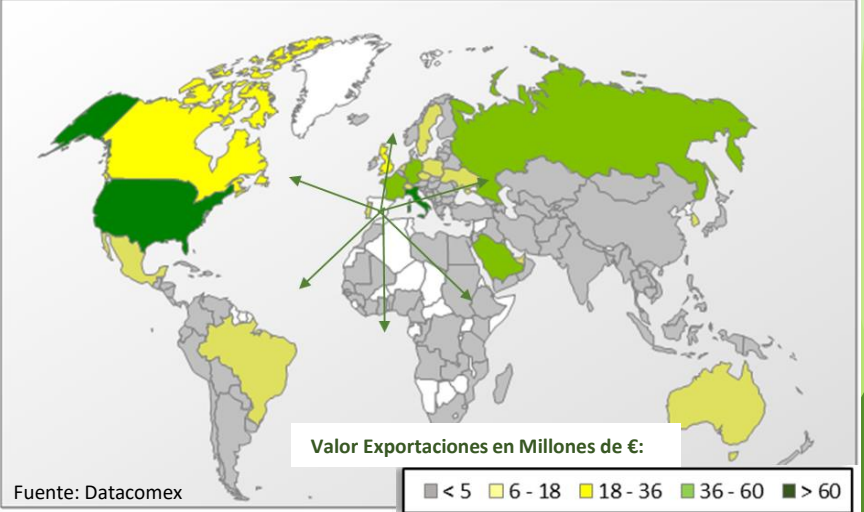 Valor Exportaciones en Millones de €:
Fuente: Datacomex
< 5 6 - 18 18 - 36 36 - 60 > 60